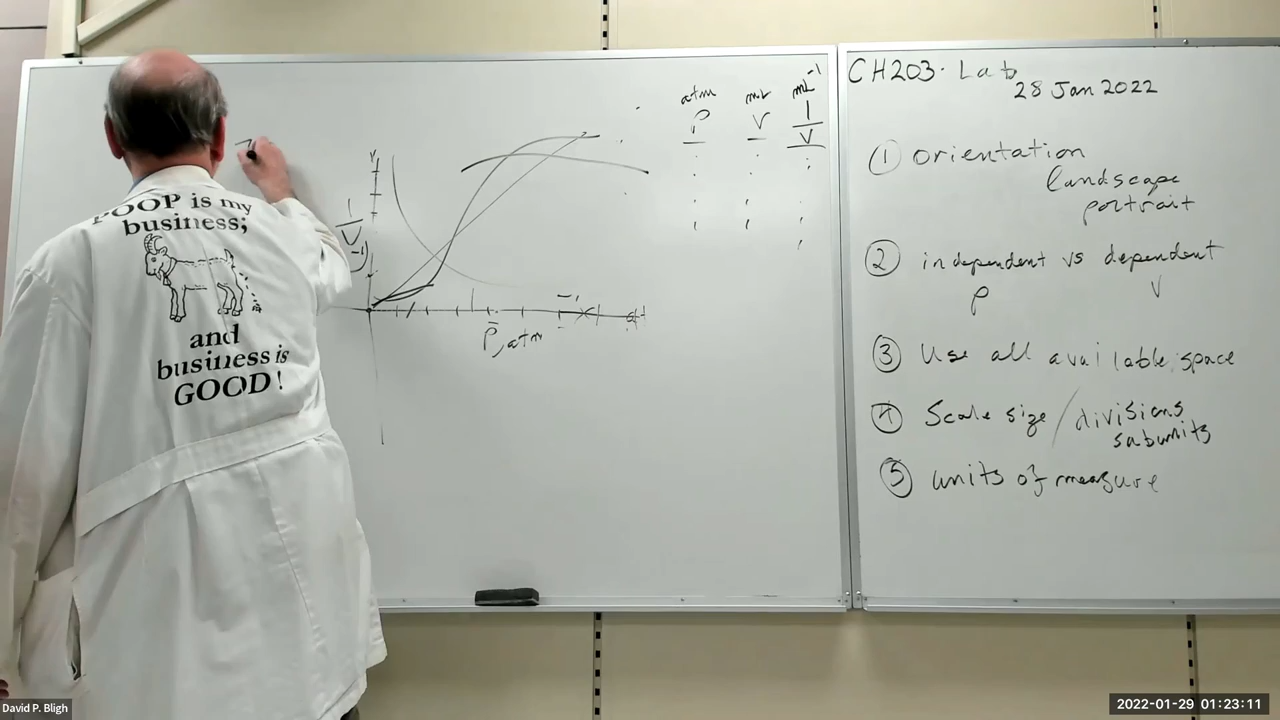 POOP is my
business;
and
business is
GOOD!
1
V
P, atm
atm mL mL⁻¹
P V 1
V
CH203. Lab
28 Jan 2022
① orientation
landscape
portrait
② independent vs dependent
P V
③ Use all available space
④ Scale size / divisions
subunits
⑤ units of measure
David P. Bligh
2022-01-29 01:23:11